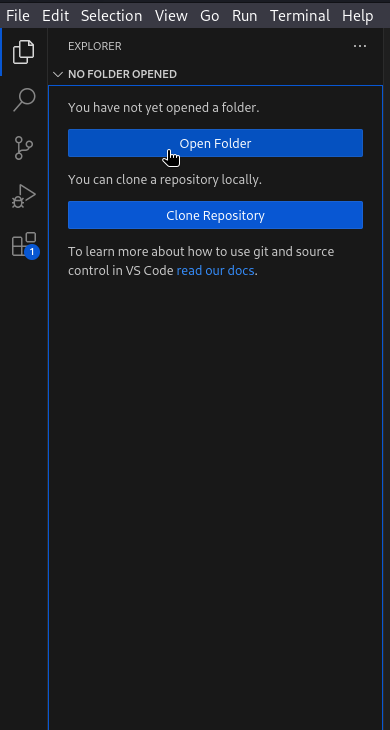 File Edit Selection View Go Run Terminal Help
EXPLORER
NO FOLDER OPENED
You have not yet opened a folder.
Open Folder
You can clone a repository locally.
Clone Repository
To learn more about how to use git and source
control in VS Code read our docs.
1